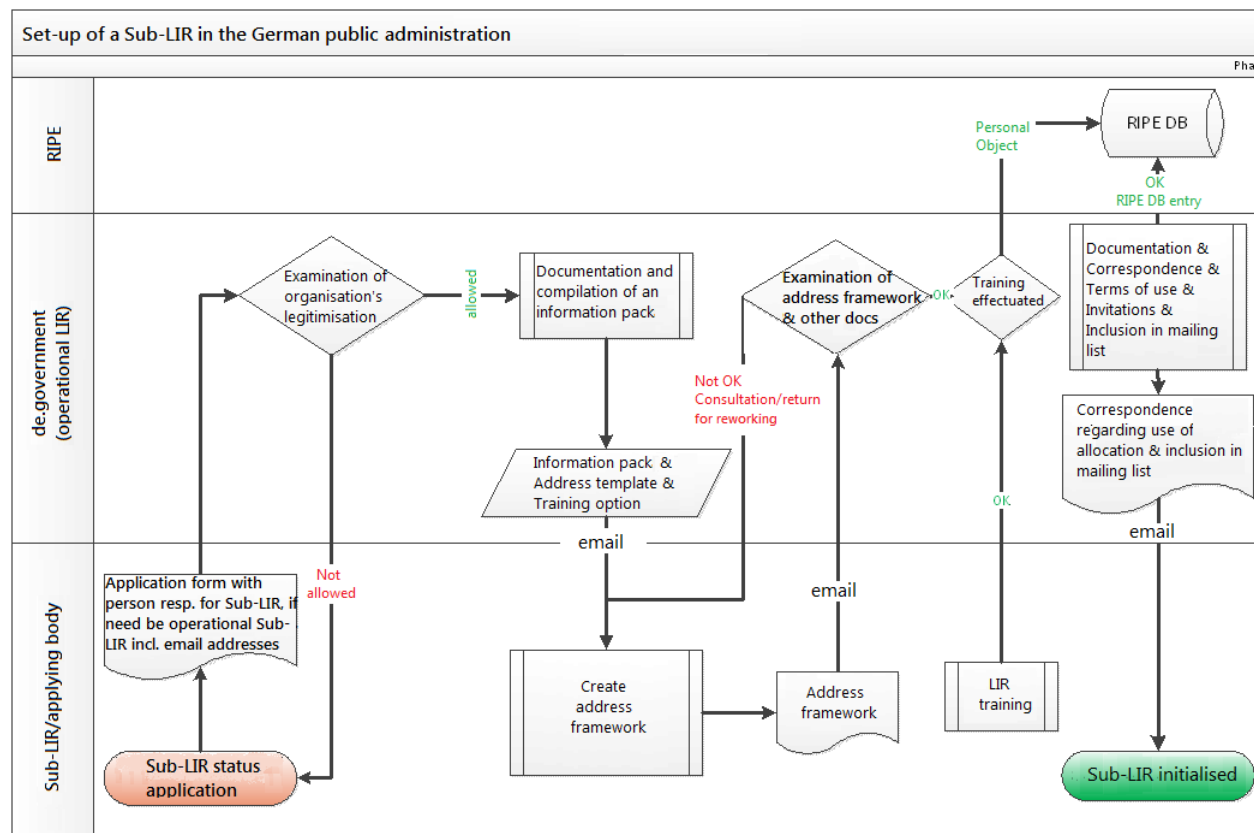 Set-up of a Sub-LIR in the German public administration
Pha
RIPE
Personal
Object
RIPE DB
OK
RIPE DB entry
de.government
(operational LIR)
Examination of
organisation's
legitimisation
allowed
Documentation and
compilation of an
information pack
Examination of
address framework
& other docs
OK
Training
effectuated
Documentation &
Correspondence &
Terms of use &
Invitations &
Inclusion in mailing
list
Not OK
Consultation/return
for reworking
Correspondence
regarding use of
allocation & inclusion in
mailing list
Information pack &
Address template &
Training option
OK
email
email
Sub-LIR/applying body
Application form with
person resp. for Sub-LIR, if
need be operational Sub-
LIR incl. email addresses
Not
allowed
email
Create
address
framework
Address
framework
LIR
training
Sub-LIR status
application
Sub-LIR initialised